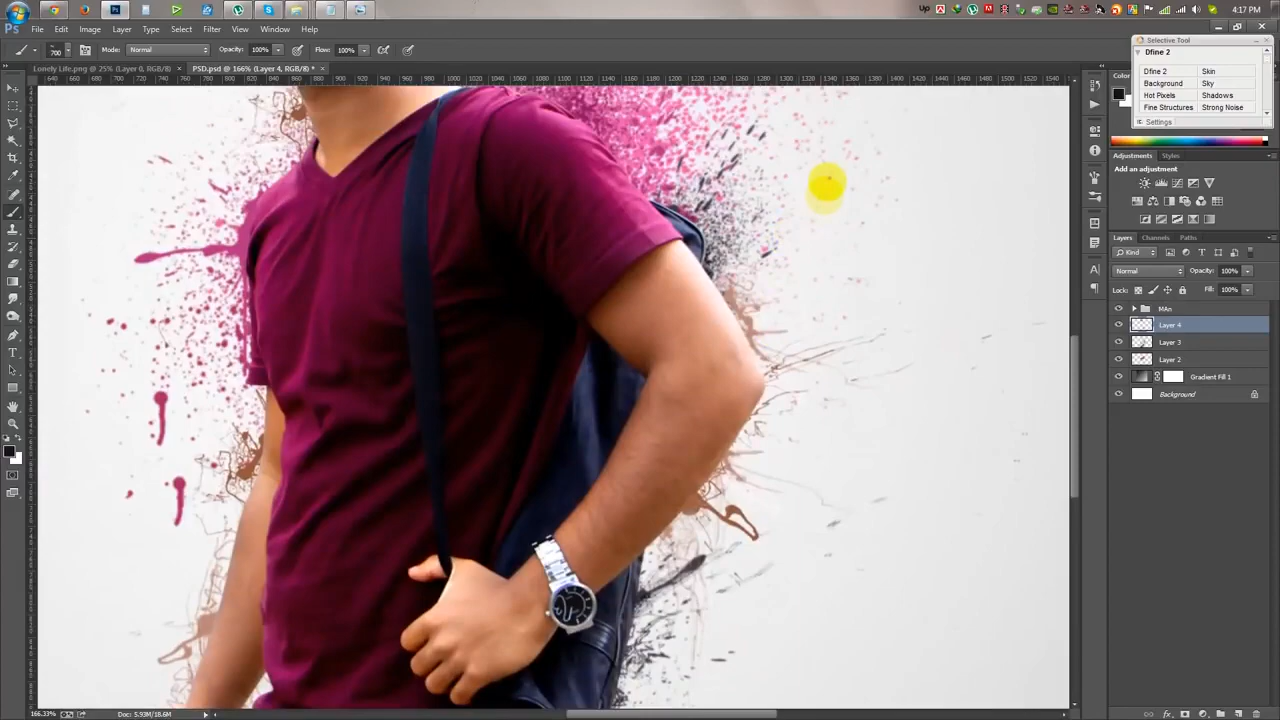 Up
4:17 PM
Ps
File Edit Image Layer Type Select Filter View Window Help
700 Mode: Normal Opacity: 100% Flow: 100%
Lonely Life.png @ 25% (Layer 0, RGB/8) × PSD.psd @ 166% (Layer 4, RGB/8) * ×
Selective Tool
Dfine 2
Dfine 2 Skin
Background Sky
Hot Pixels Shadows
Fine Structures Strong Noise
Settings
Color
Adjustments Styles
Add an adjustment
Layers Channels Paths
Kind
Normal Opacity: 100%
Lock: Fill: 100%
MAn
Layer 4
Layer 3
Layer 2
Gradient Fill 1
Background
166.33% Doc: 5.93M/18.6M